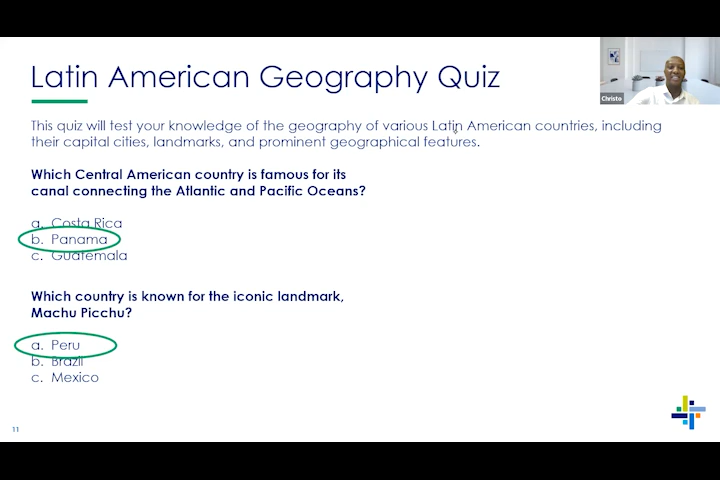 Latin American Geography Quiz
Christo
This quiz will test your knowledge of the geography of various Latin American countries, including
their capital cities, landmarks, and prominent geographical features.
Which Central American country is famous for its
canal connecting the Atlantic and Pacific Oceans?
a. Costa Rica
b. Panama
c. Guatemala
Which country is known for the iconic landmark,
Machu Picchu?
a. Peru
b. Brazil
c. Mexico
11